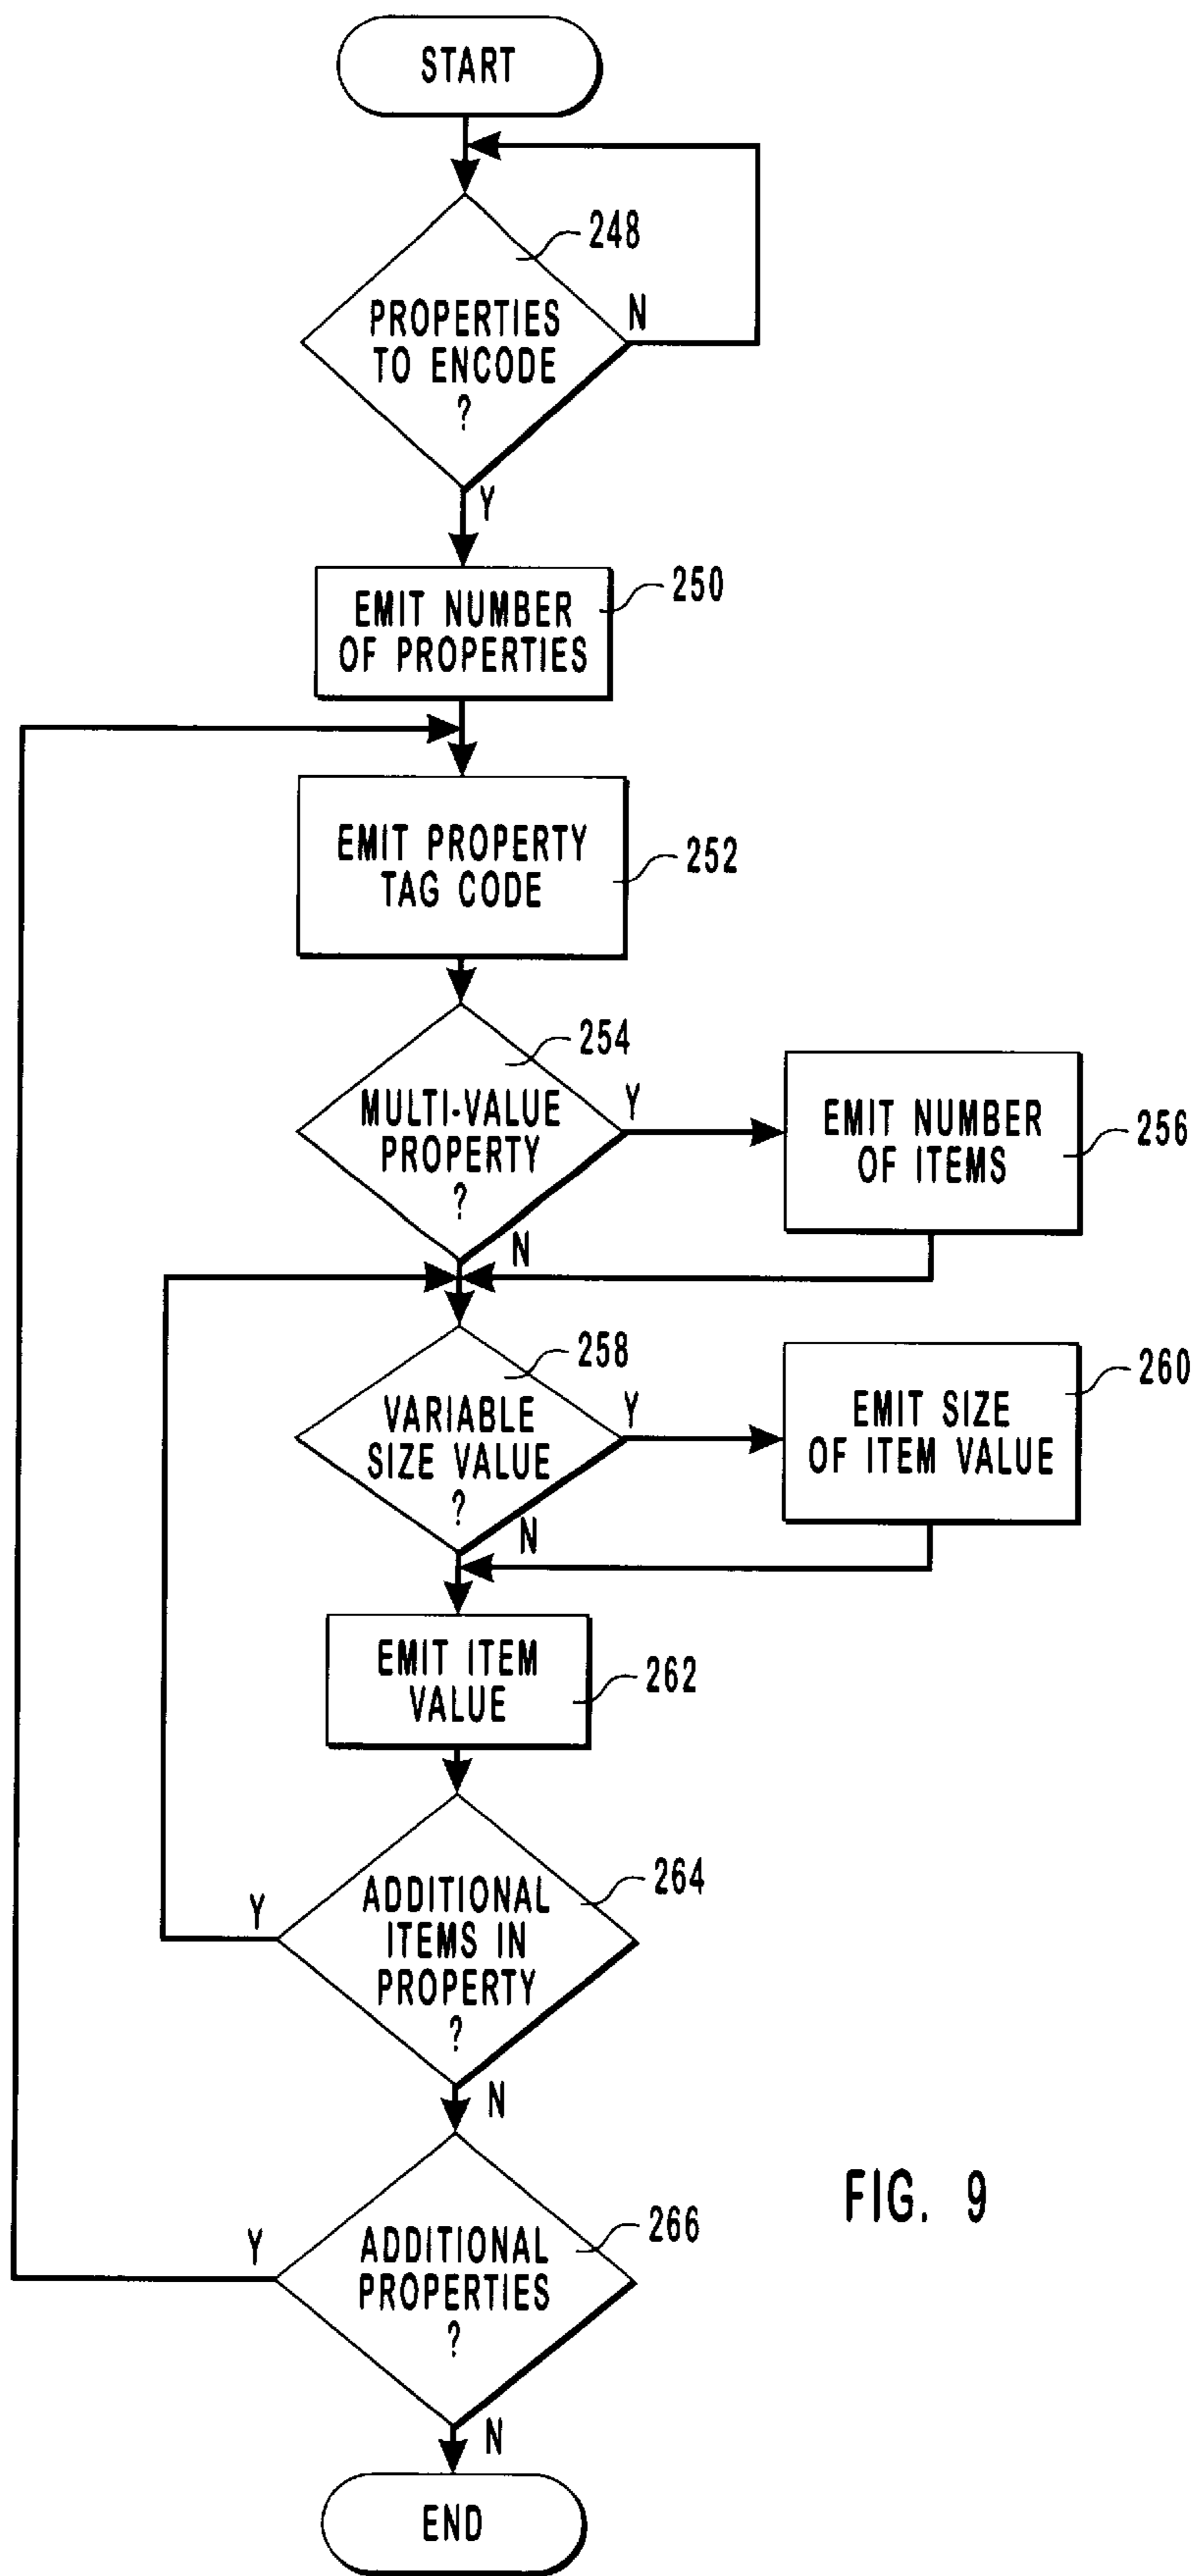 START
248
PROPERTIES
TO ENCODE
?
N
Y
250
EMIT NUMBER
OF PROPERTIES
EMIT PROPERTY
TAG CODE
252
254
MULTI-VALUE
PROPERTY
?
Y
N
EMIT NUMBER
OF ITEMS
256
258
VARIABLE
SIZE VALUE
?
Y
N
EMIT SIZE
OF ITEM VALUE
260
EMIT ITEM
VALUE
262
264
ADDITIONAL
ITEMS IN
PROPERTY
?
Y
N
266
ADDITIONAL
PROPERTIES
?
Y
N
END
FIG. 9